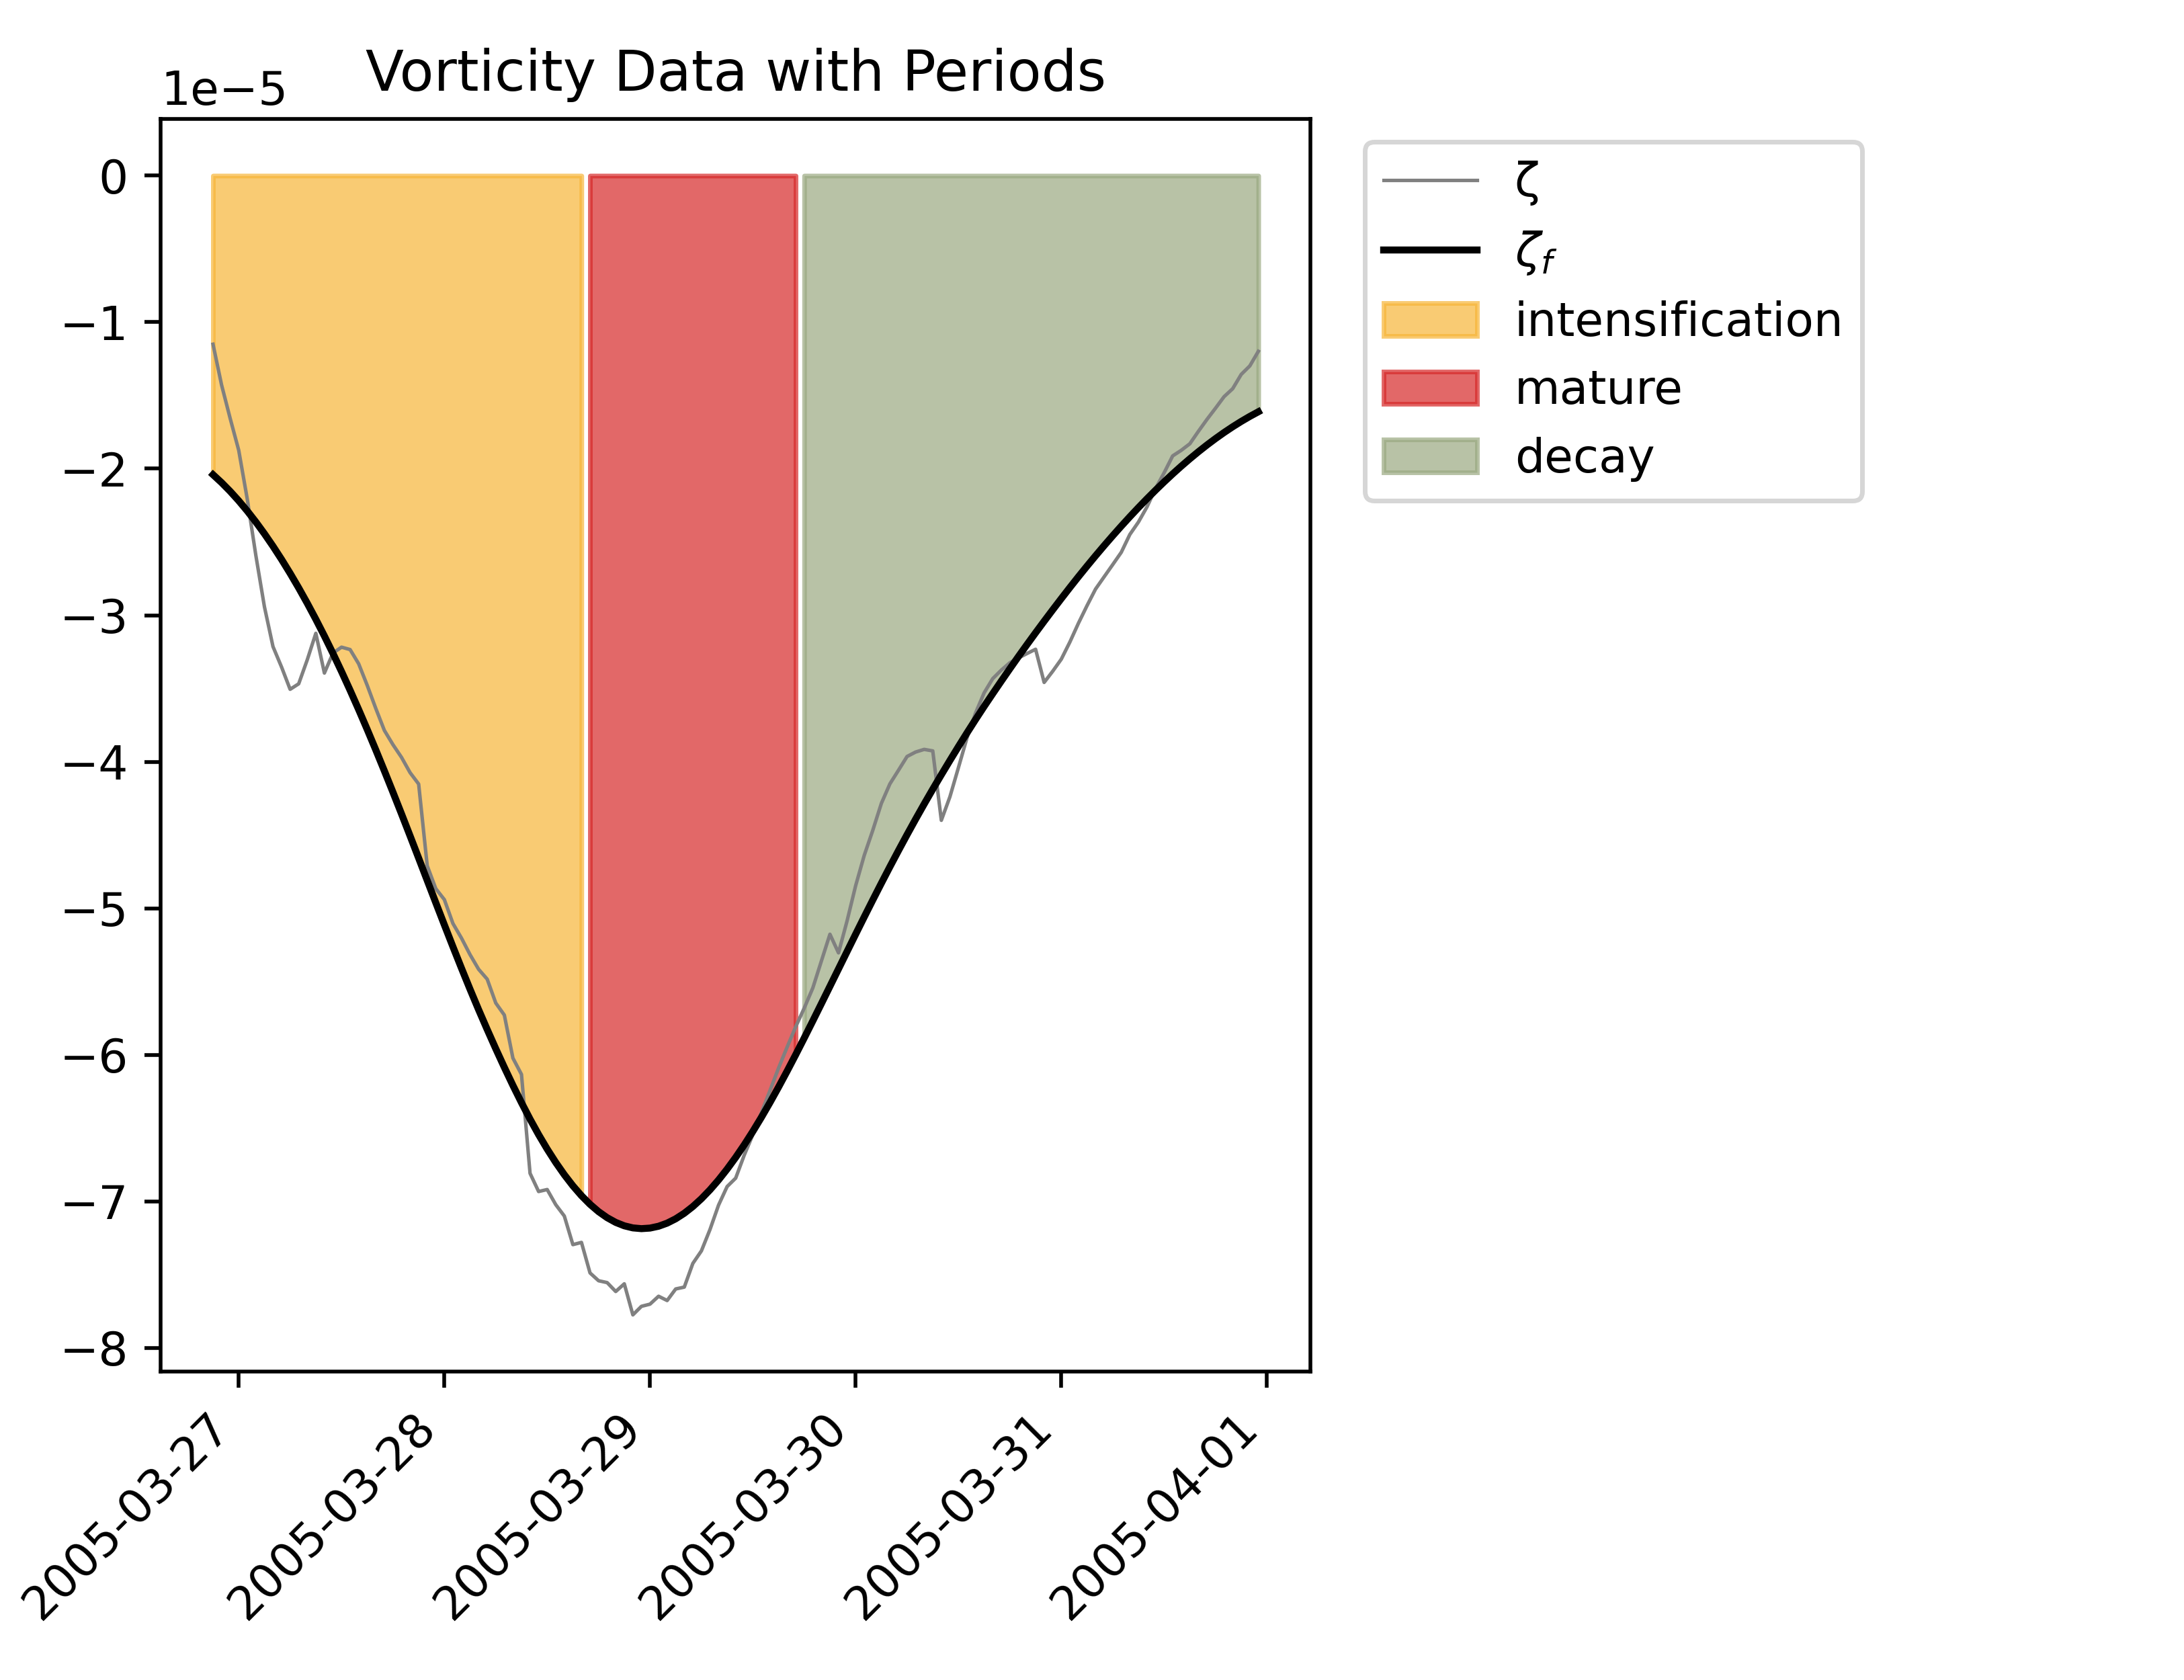 Vorticity Data with Periods
1e−5
0
−1
−2
−3
−4
−5
−6
−7
−8
2005-03-27
2005-03-28
2005-03-29
2005-03-30
2005-03-31
2005-04-01
ζ
ζf
intensification
mature
decay